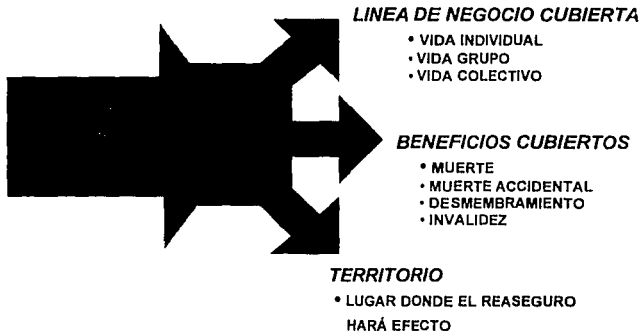 LINEA DE NEGOCIO CUBIERTA
• VIDA INDIVIDUAL
• VIDA GRUPO
• VIDA COLECTIVO
BENEFICIOS CUBIERTOS
• MUERTE
• MUERTE ACCIDENTAL
• DESMEMBRAMIENTO
• INVALIDEZ
TERRITORIO
• LUGAR DONDE EL REASEGURO
HARÁ EFECTO